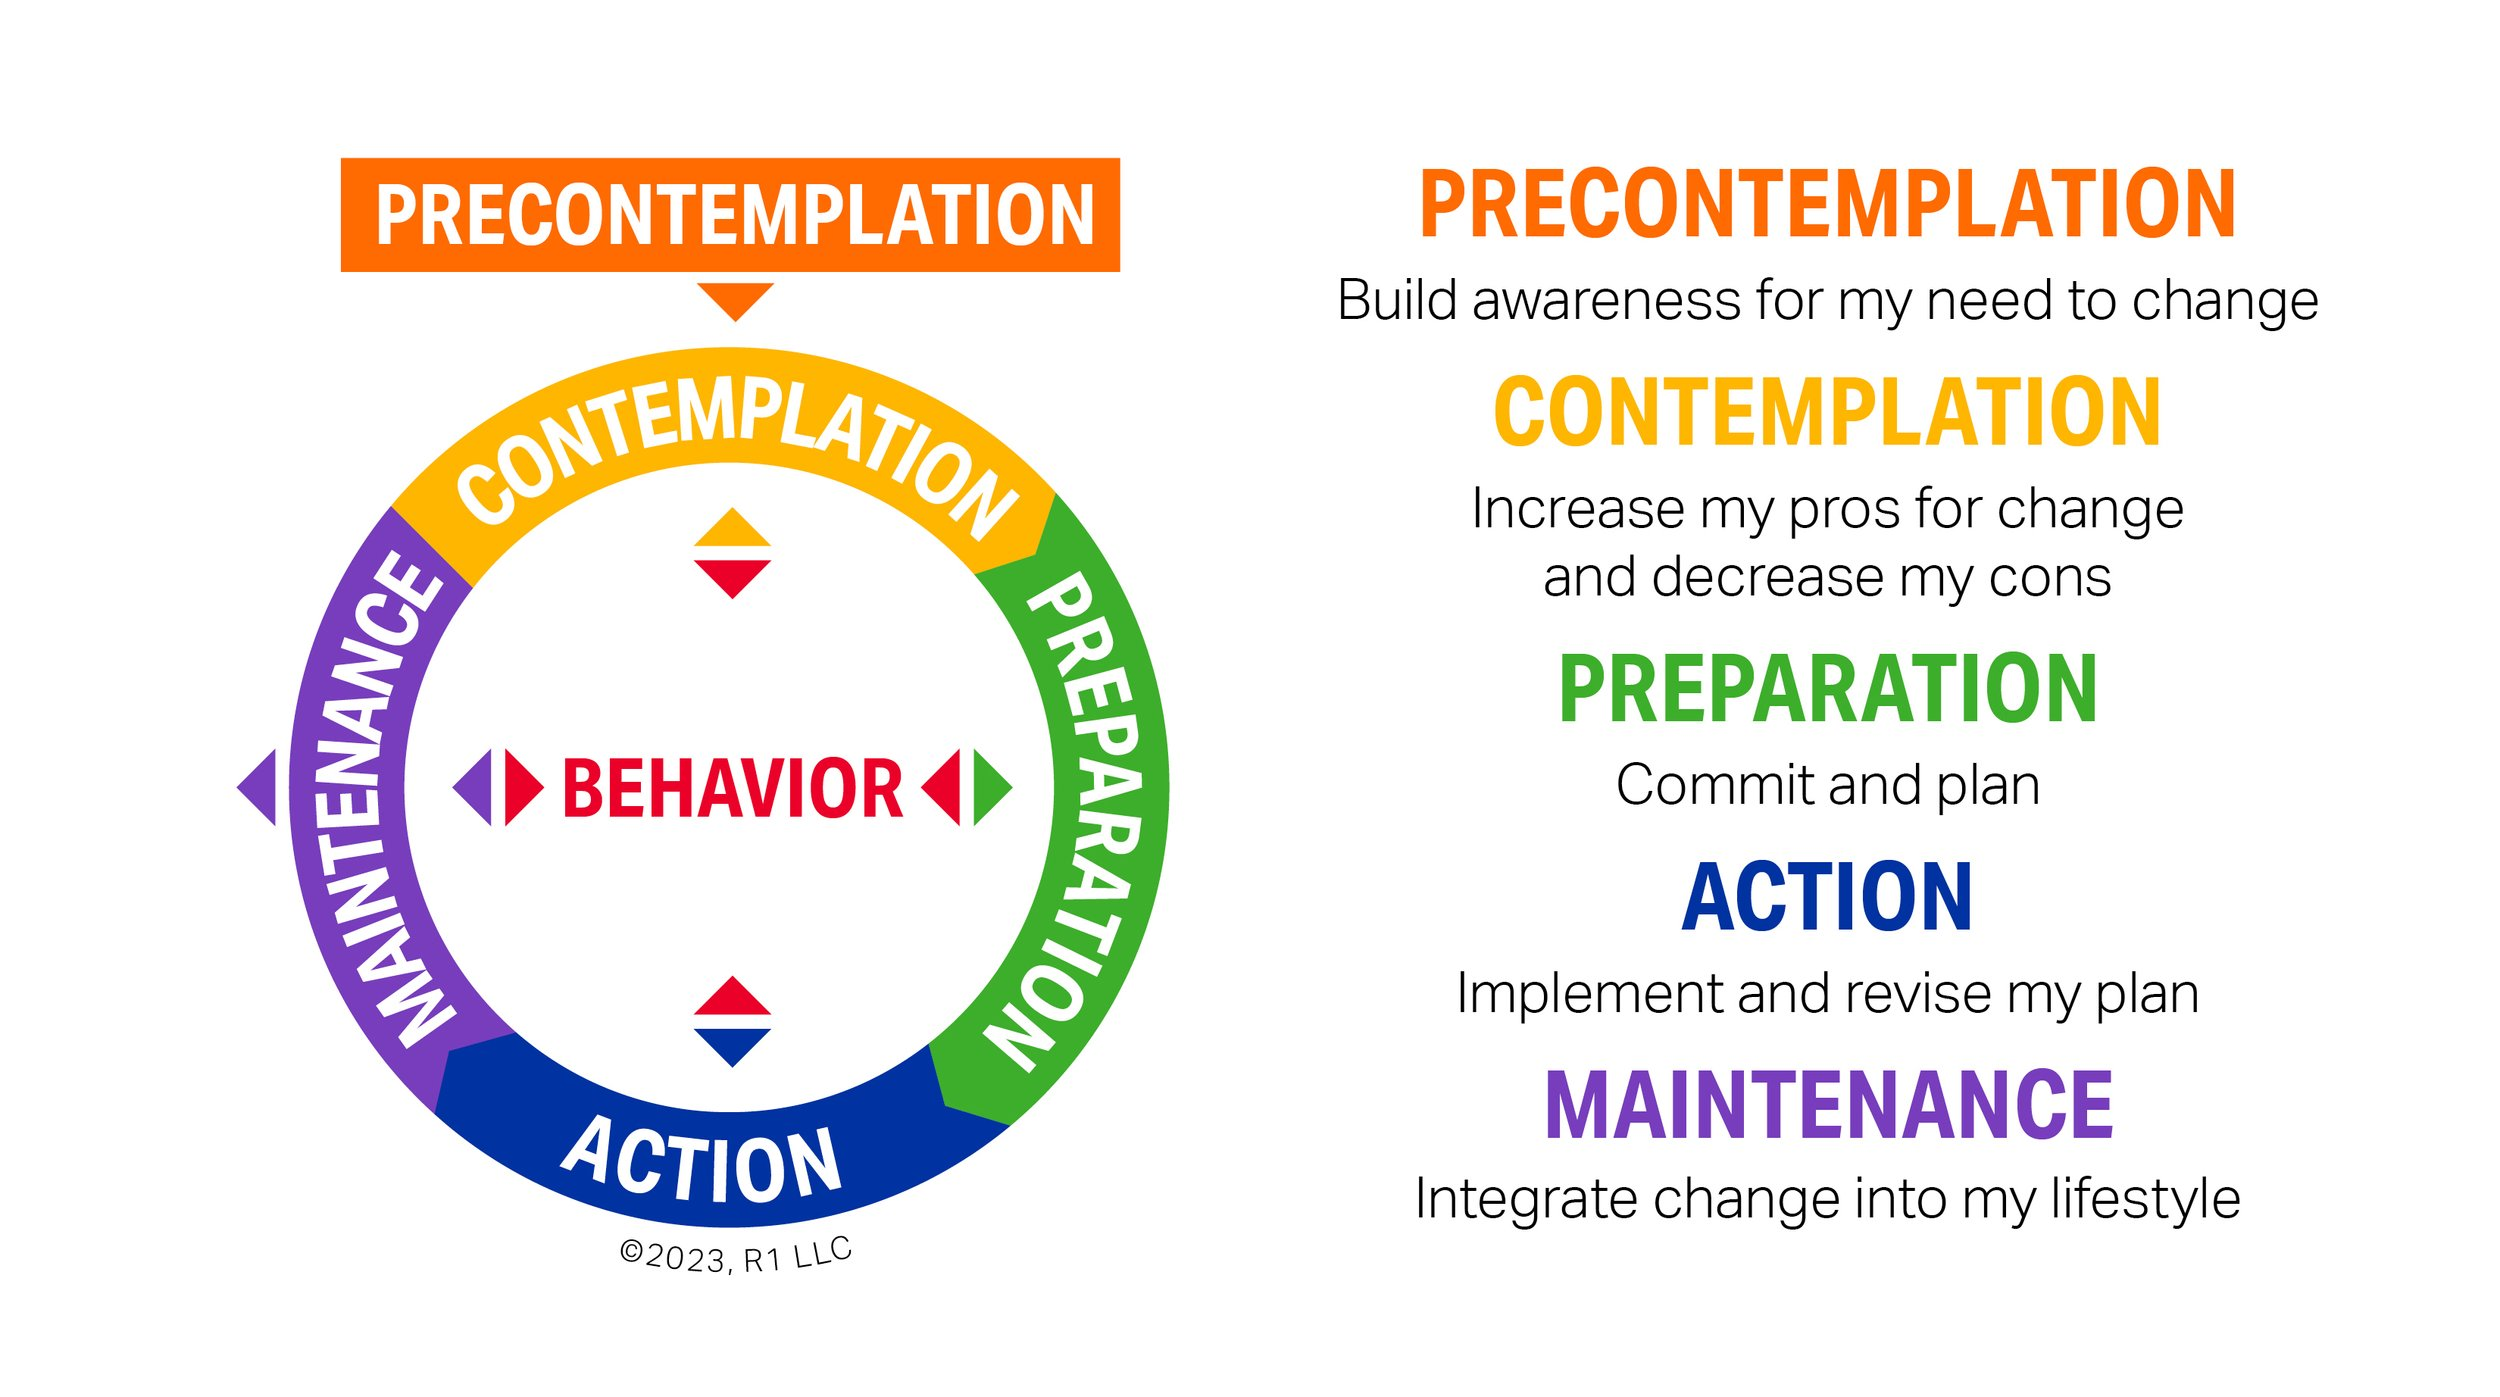 PRECONTEMPLATION
CONTEMPLATION
PREPARATION
ACTION
MAINTENANCE
BEHAVIOR
©2023, R1 LLC
PRECONTEMPLATION
Build awareness for my need to change
CONTEMPLATION
Increase my pros for change
and decrease my cons
PREPARATION
Commit and plan
ACTION
Implement and revise my plan
MAINTENANCE
Integrate change into my lifestyle